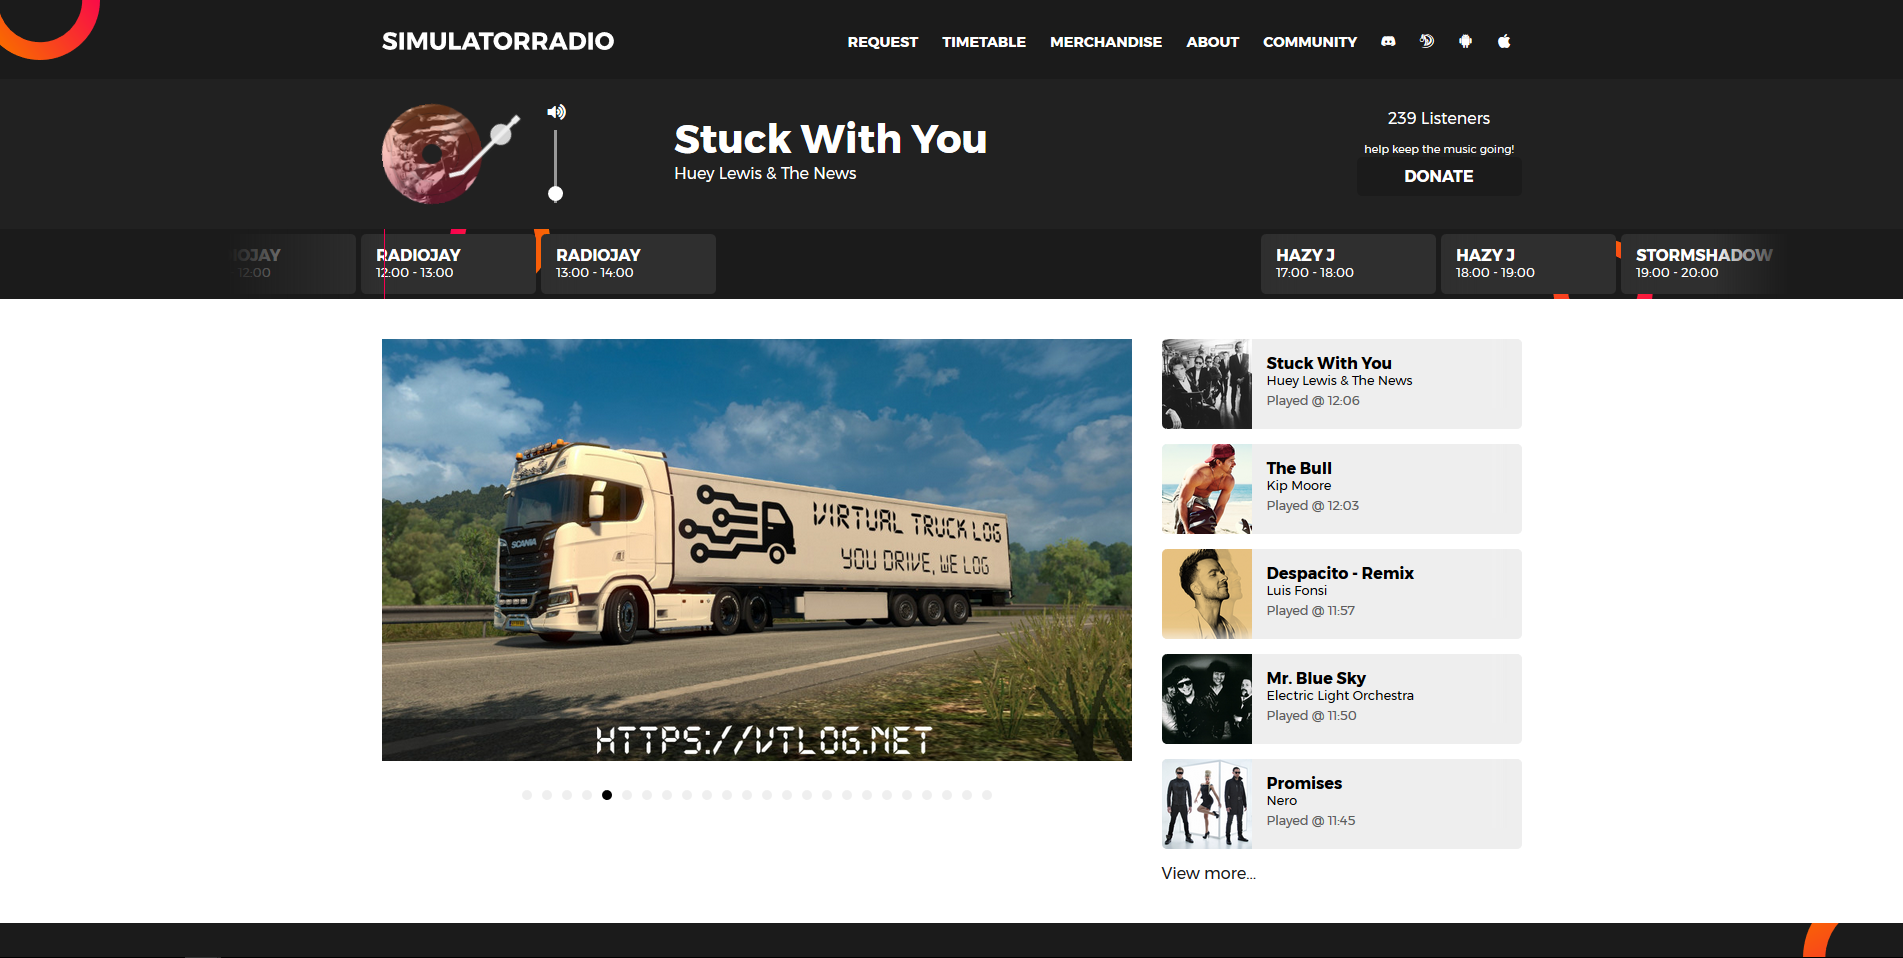 SIMULATORRADIO
REQUEST TIMETABLE MERCHANDISE ABOUT COMMUNITY
Stuck With You
Huey Lewis & The News
239 Listeners
help keep the music going!
DONATE
12:00
RADIOJAY
12:00 - 13:00
RADIOJAY
13:00 - 14:00
HAZY J
17:00 - 18:00
HAZY J
18:00 - 19:00
STORMSHADOW
19:00 - 20:00
SCANIA
VIRTUAL TRUCK LOG
YOU DRIVE, WE LOG
HTTPS://VTLOG.NET
Stuck With You
Huey Lewis & The News
Played @ 12:06
The Bull
Kip Moore
Played @ 12:03
Despacito - Remix
Luis Fonsi
Played @ 11:57
Mr. Blue Sky
Electric Light Orchestra
Played @ 11:50
Promises
Nero
Played @ 11:45
View more...